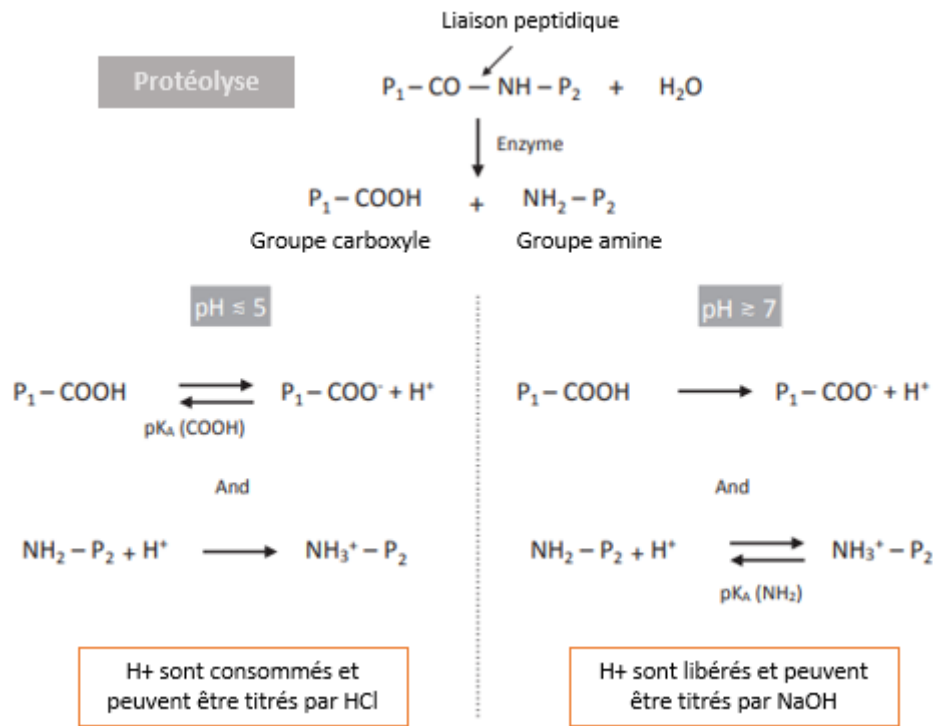 Liaison peptidique
Protéolyse
P₁ – CO — NH – P₂ + H₂O
Enzyme
P₁ – COOH + NH₂ – P₂
Groupe carboxyle Groupe amine
pH ≲ 5
P₁ – COOH P₁ – COO⁻ + H⁺
pKₐ (COOH)
And
NH₂ – P₂ + H⁺ NH₃⁺ – P₂
H+ sont consommés et
peuvent être titrés par HCl
pH ≳ 7
P₁ – COOH P₁ – COO⁻ + H⁺
And
NH₂ – P₂ + H⁺ NH₃⁺ – P₂
pKₐ (NH₂)
H+ sont libérés et peuvent
être titrés par NaOH